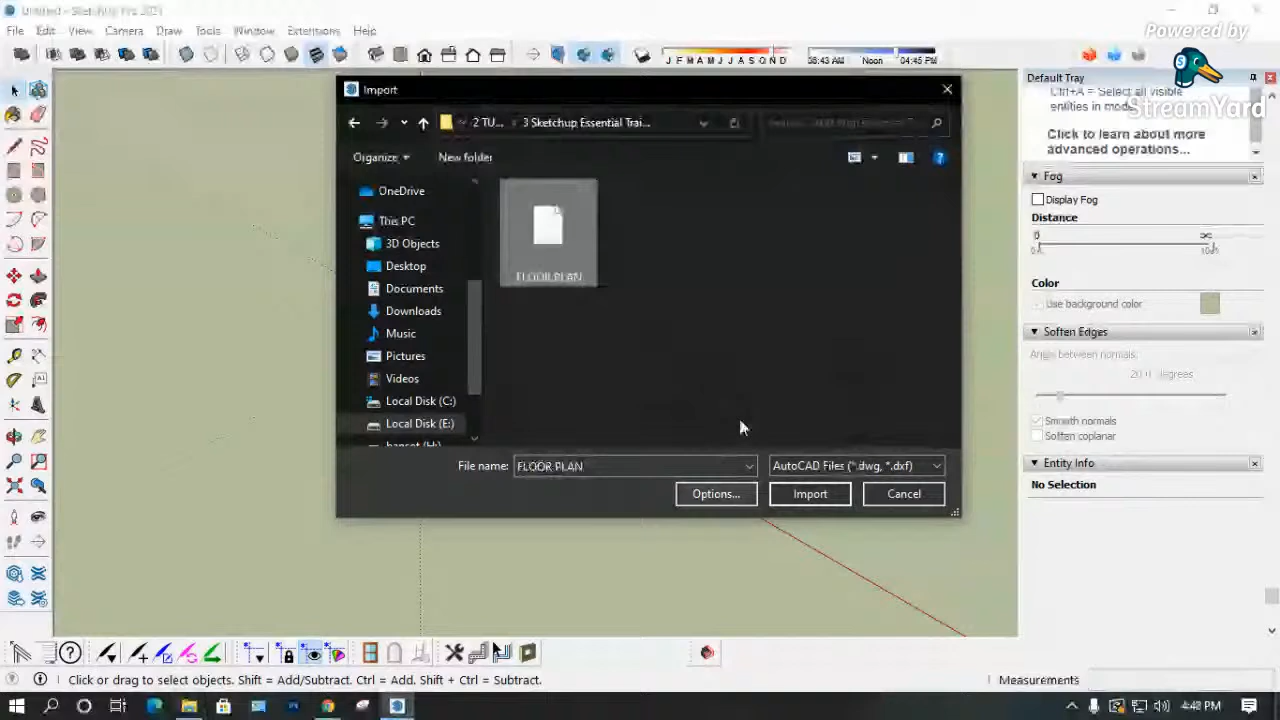 Untitled - SketchUp Pro 2021
Powered by
StreamYard
File Edit View Camera Draw Tools Window Extensions Help
J F M A M J J A S O N D 06:43 AM Noon 04:45 PM
Import
2 TU... 3 Sketchup Essential Trai...
Organize New folder
OneDrive
This PC
3D Objects
Desktop
Documents
Downloads
Music
Pictures
Videos
Local Disk (C:)
Local Disk (E:)
FLOOR PLAN
File name: FLOOR PLAN AutoCAD Files (*.dwg, *.dxf)
Options... Import Cancel
Default Tray
Ctrl+A = Select all visible
entities in
Click to learn about more
advanced operations...
Fog
Display Fog
Distance
0 ∞
Color
Use background color
Soften Edges
Angle between normals:
20.0 degrees
Smooth normals
Soften coplanar
Entity Info
No Selection
Click or drag to select objects. Shift = Add/Subtract. Ctrl = Add. Shift + Ctrl = Subtract. Measurements
4:48 PM